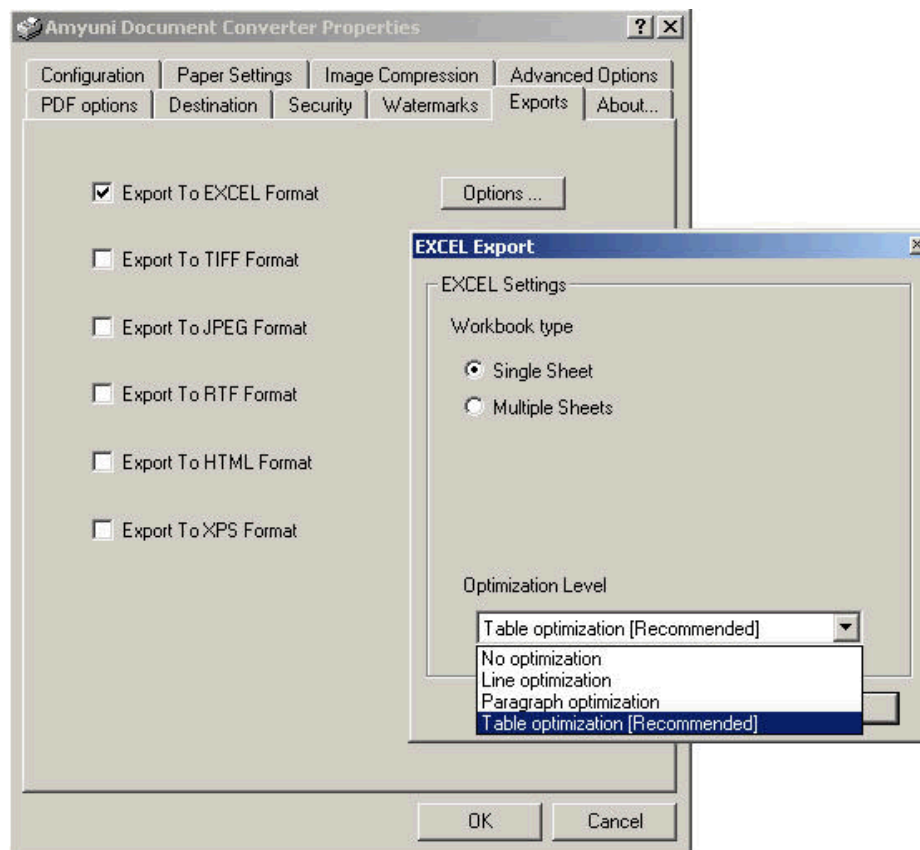 Amyuni Document Converter Properties
Configuration Paper Settings Image Compression Advanced Options
PDF options Destination Security Watermarks Exports About...
Export To EXCEL Format Options ...
Export To TIFF Format
Export To JPEG Format
Export To RTF Format
Export To HTML Format
Export To XPS Format
EXCEL Export
EXCEL Settings
Workbook type
Single Sheet
Multiple Sheets
Optimization Level
Table optimization [Recommended]
No optimization
Line optimization
Paragraph optimization
Table optimization [Recommended]
OK Cancel